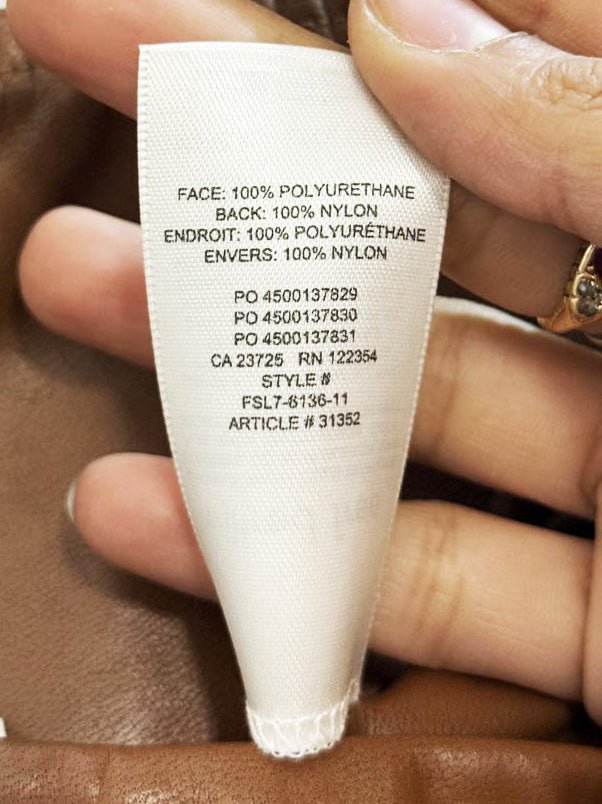 FACE: 100% POLYURETHANE
BACK: 100% NYLON
ENDROIT: 100% POLYURÉTHANE
ENVERS: 100% NYLON
PO 4500137829
PO 4500137830
PO 4500137831
CA 23725 RN 122354
STYLE #
FSL7-6136-11
ARTICLE # 31352